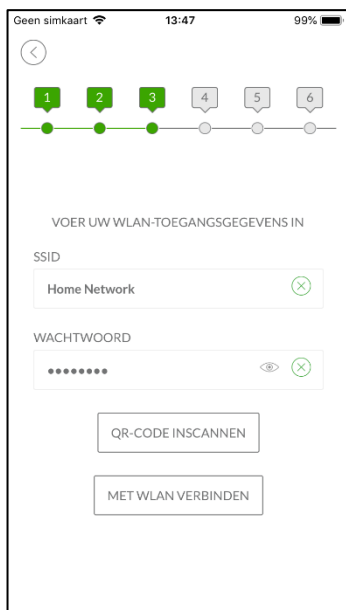 Geen simkaart 13:47 99%
1 2 3 4 5 6
VOER UW WLAN-TOEGANGSGEGEVENS IN
SSID
Home Network
WACHTWOORD
••••••••
QR-CODE INSCANNEN
MET WLAN VERBINDEN